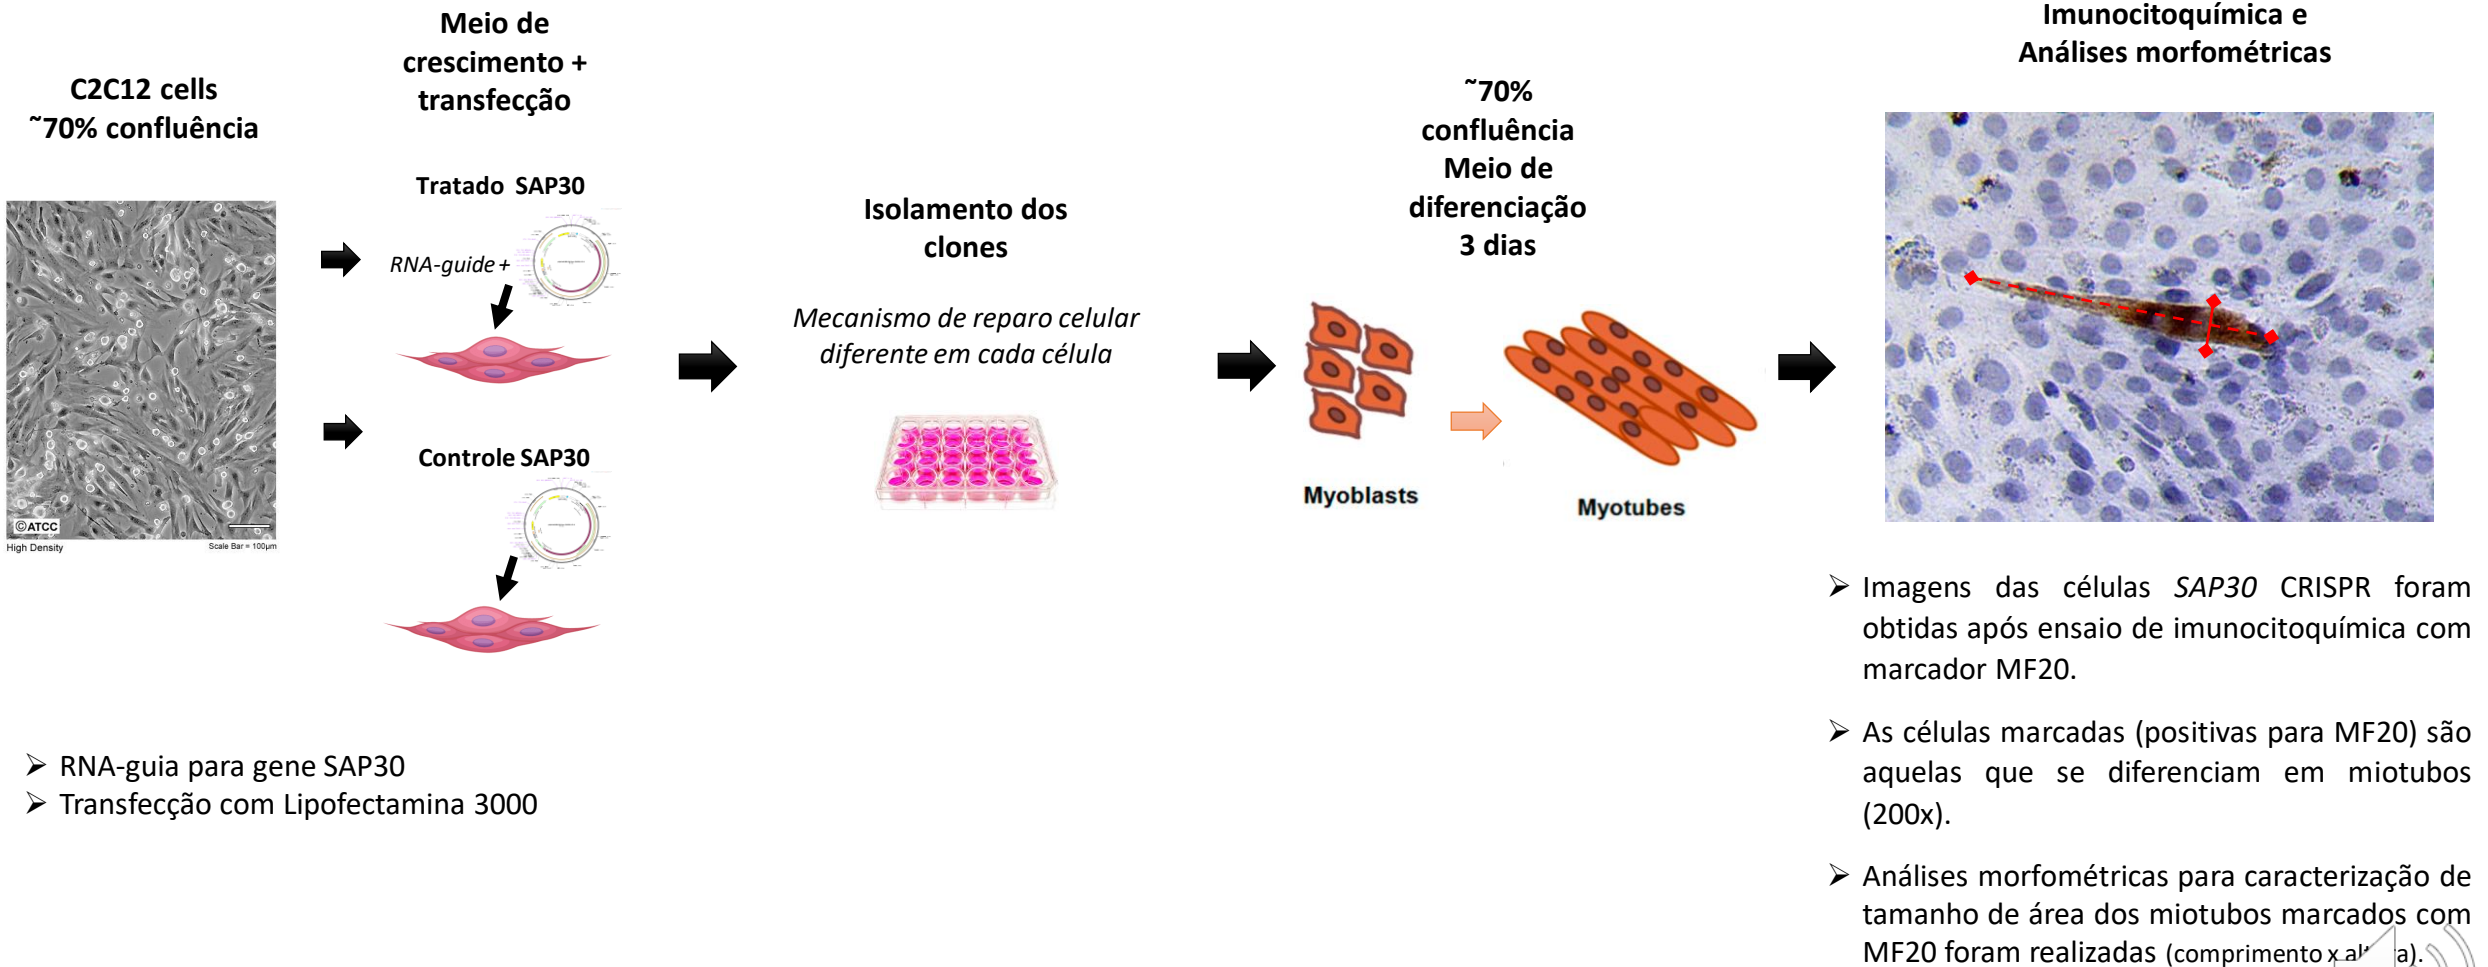 C2C12 cells
~70% confluência
©ATCC
High Density
Scale Bar = 100µm
Meio de
crescimento +
transfecção
Tratado SAP30
RNA-guide +
Controle SAP30
Isolamento dos
clones
Mecanismo de reparo celular
diferente em cada célula
~70%
confluência
Meio de
diferenciação
3 dias
Myoblasts
Myotubes
Imunocitoquímica e
Análises morfométricas
➢ RNA-guia para gene SAP30
➢ Transfecção com Lipofectamina 3000
➢ Imagens das células SAP30 CRISPR foram
obtidas após ensaio de imunocitoquímica com
marcador MF20.
➢ As células marcadas (positivas para MF20) são
aquelas que se diferenciam em miotubos
(200x).
➢ Análises morfométricas para caracterização de
tamanho de área dos miotubos marcados com
MF20 foram realizadas (comprimento x